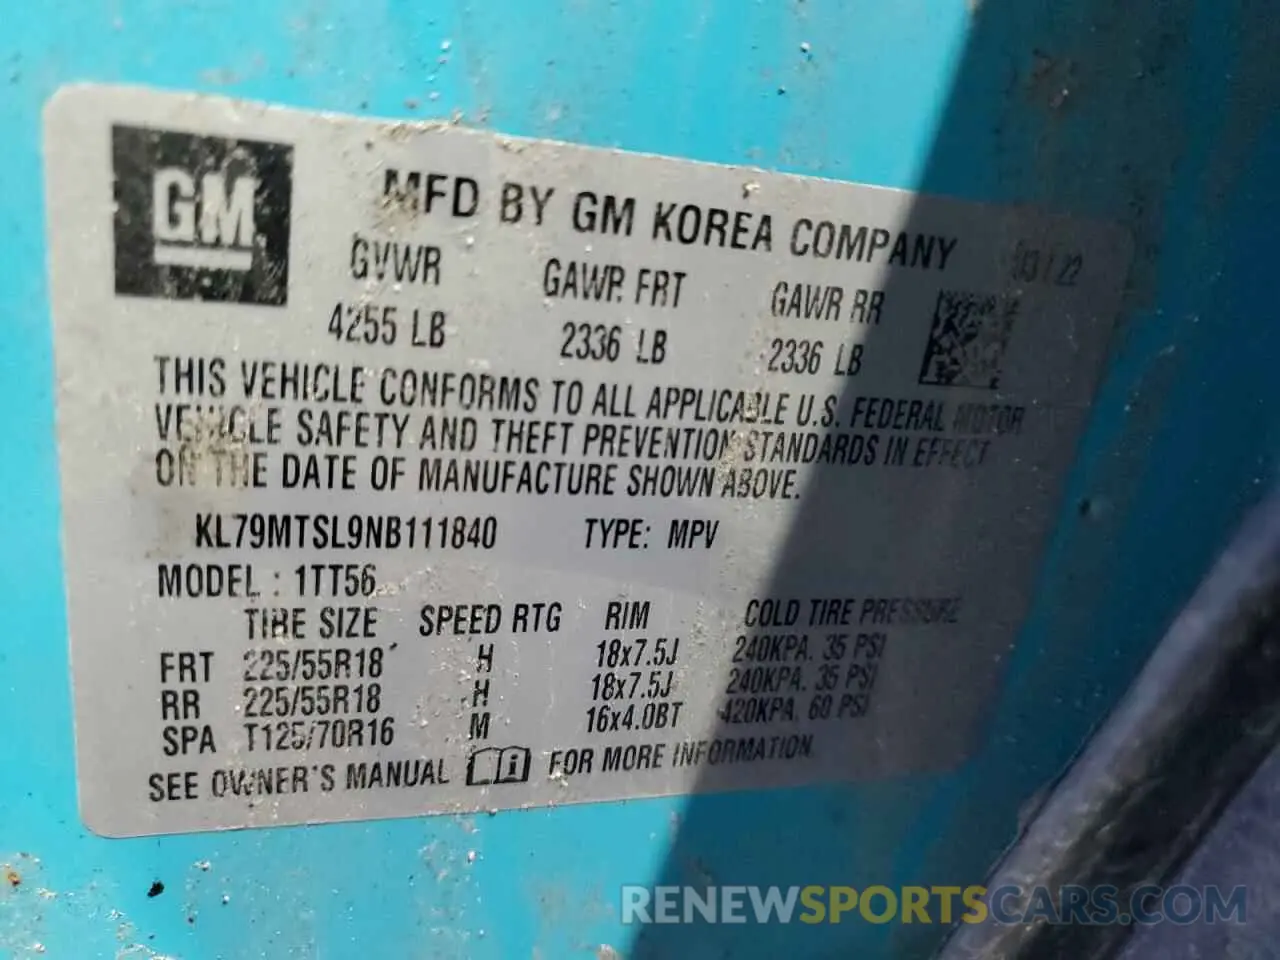 GM
MFD BY GM KOREA COMPANY 03 / 22
GVWR GAWR FRT GAWR RR
4255 LB 2336 LB 2336 LB
THIS VEHICLE CONFORMS TO ALL APPLICABLE U.S. FEDERAL MOTOR
VEHICLE SAFETY AND THEFT PREVENTION STANDARDS IN EFFECT
ON THE DATE OF MANUFACTURE SHOWN ABOVE.
KL79MTSL9NB111840 TYPE: MPV
MODEL : 1TT56
TIRE SIZE SPEED RTG RIM COLD TIRE PRESSURE
FRT 225/55R18 H 18x7.5J 240KPA. 35 PSI
RR 225/55R18 H 18x7.5J 240KPA. 35 PSI
SPA T125/70R16 M 16x4.0BT 420KPA. 60 PSI
SEE OWNER'S MANUAL i FOR MORE INFORMATION.
RENEWSPORTSCARS.COM